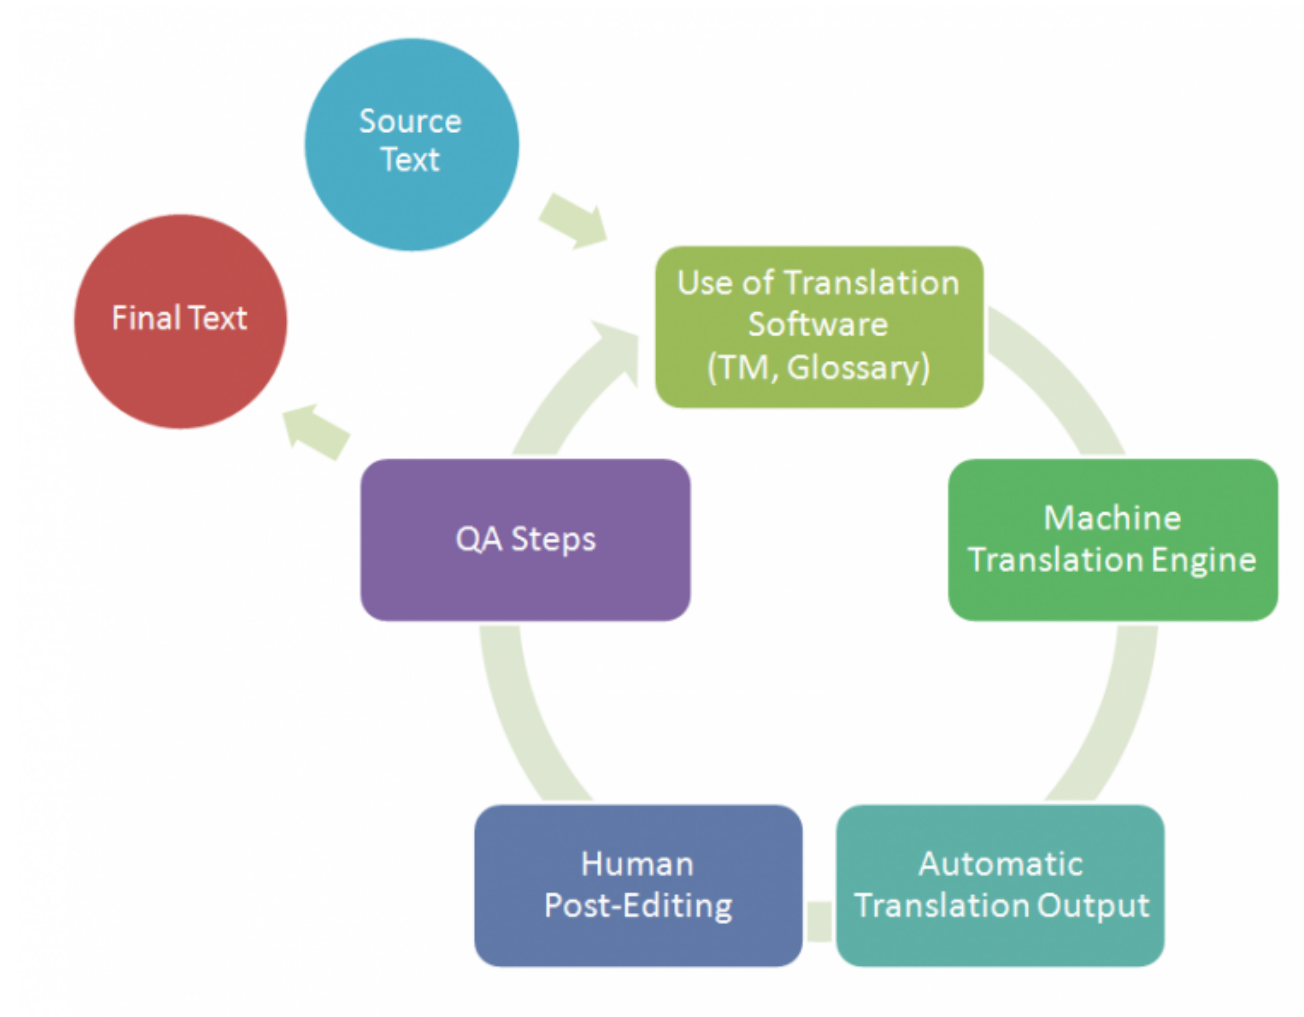 Source
Text
Final Text
Use of Translation
Software
(TM, Glossary)
Machine
Translation Engine
Automatic
Translation Output
Human
Post-Editing
QA Steps